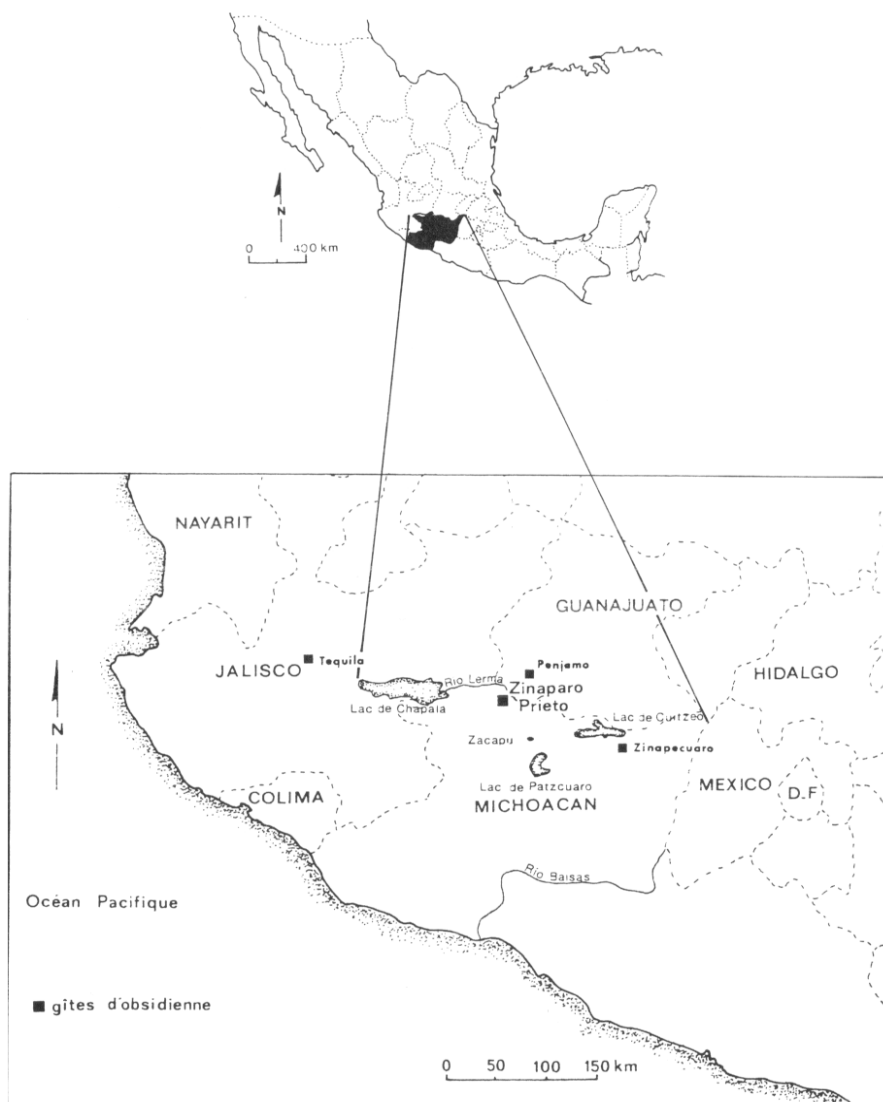 N
0 400 km
NAYARIT
GUANAJUATO
JALISCO
Tequila
Penjamo
HIDALGO
Rio Lerma
Zinaparo
Prieto
Lac de Chapala
Lac de Cuitzeo
N
Zacapu
Zinapecuaro
Lac de Patzcuaro
MICHOACAN
MEXICO
D.F
COLIMA
Río Balsas
Océan Pacifique
gîtes d'obsidienne
0 50 100 150 km